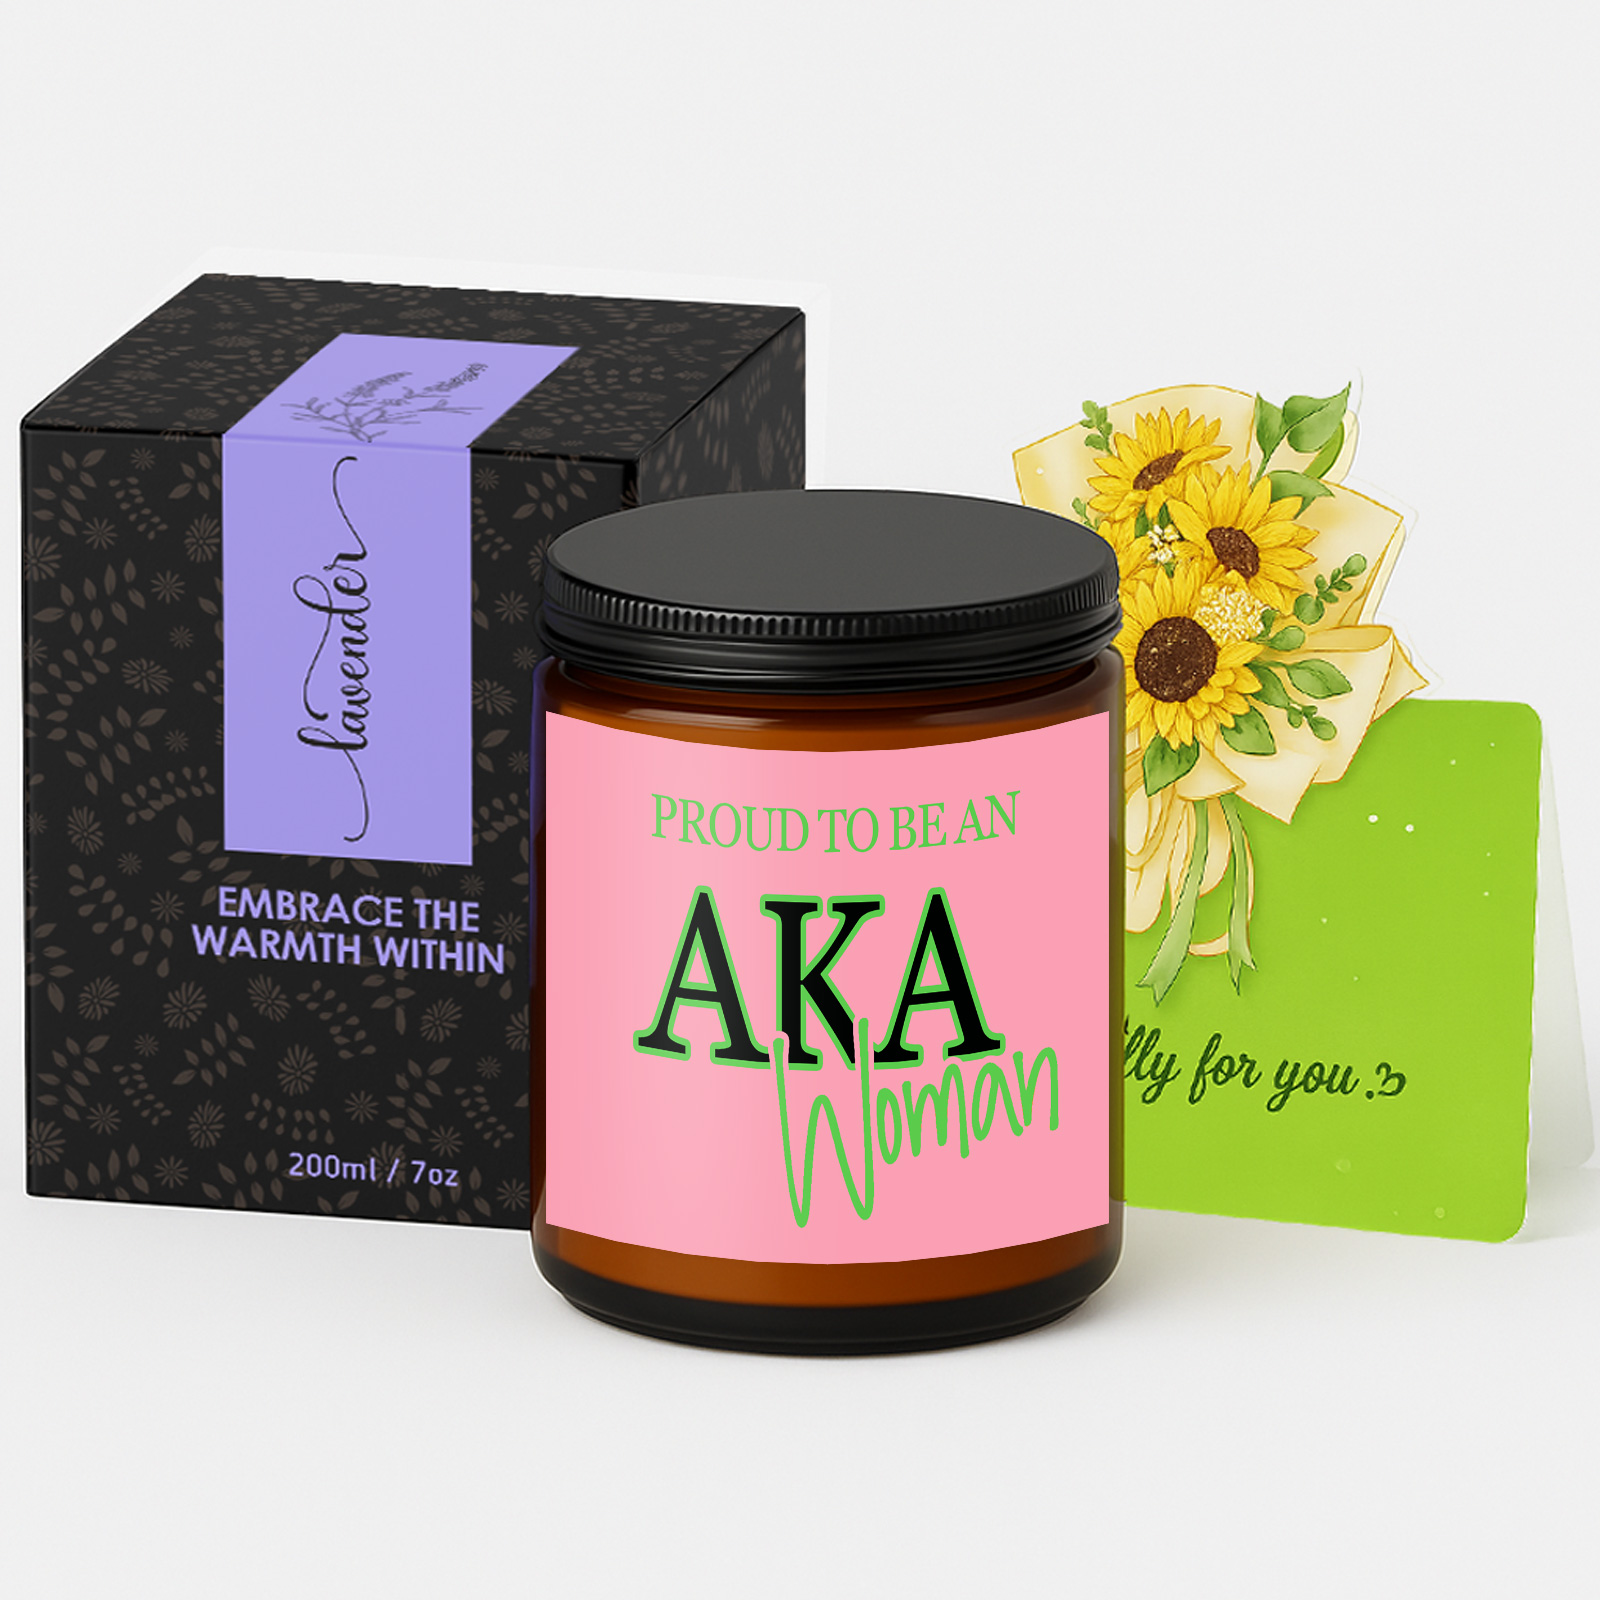 lavender
EMBRACE THE
WARMTH WITHIN
200ml / 7oz
PROUD TO BE AN
AKA
Woman
for you